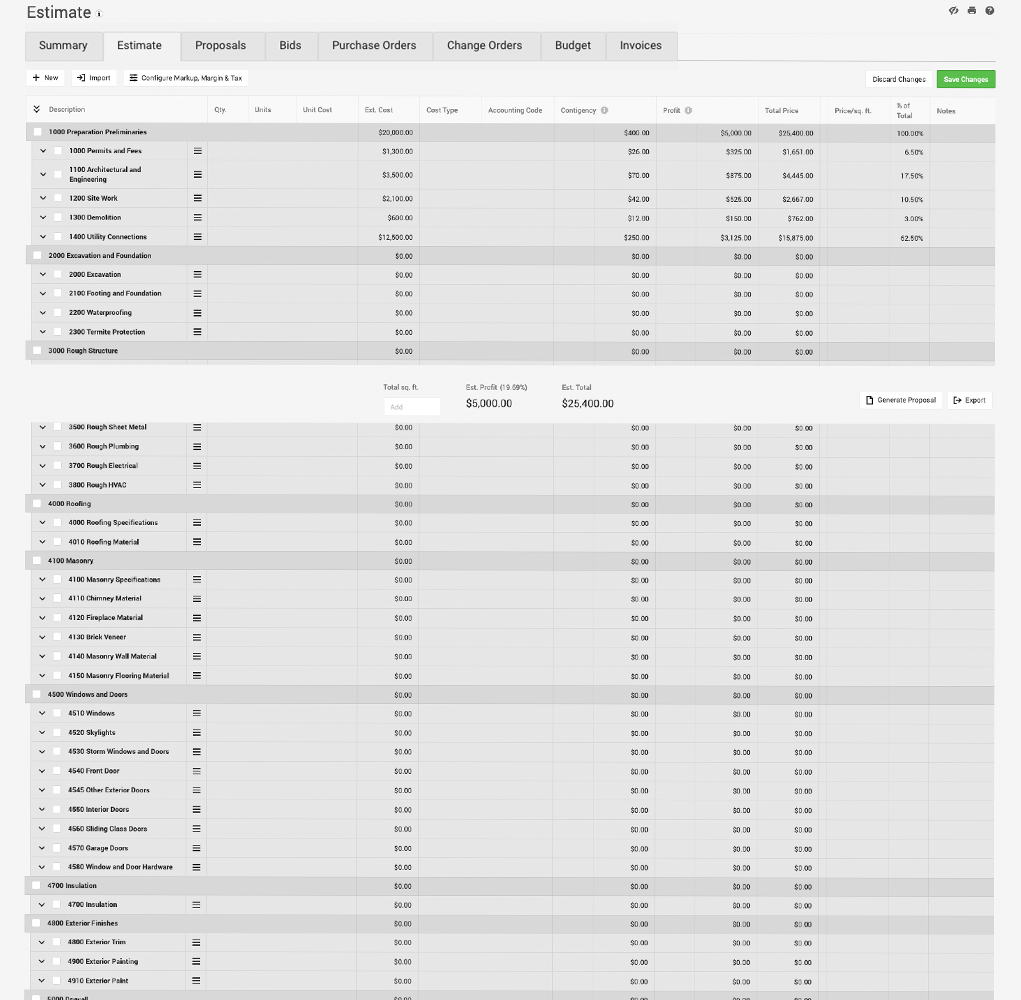 Estimate
Summary Estimate Proposals Bids Purchase Orders Change Orders Budget Invoices
New Import Configure Markup, Margin & Tax Discard Changes Save Changes
Description Qty. Units Unit Cost Ext. Cost Cost Type Accounting Code Contigency Profit Total Price Price/sq. ft. % of Total Notes
1000 Preparation Preliminaries $20,000.00 $400.00 $5,000.00 $25,400.00 100.00%
1000 Permits and Fees $1,300.00 $26.00 $325.00 $1,651.00 6.50%
1100 Architectural and Engineering $3,500.00 $70.00 $875.00 $4,445.00 17.50%
1200 Site Work $2,100.00 $42.00 $525.00 $2,667.00 10.50%
1300 Demolition $600.00 $12.00 $150.00 $762.00 3.00%
1400 Utility Connections $12,500.00 $250.00 $3,125.00 $15,875.00 62.50%
2000 Excavation and Foundation $0.00 $0.00 $0.00 $0.00
2000 Excavation $0.00 $0.00 $0.00 $0.00
2100 Footing and Foundation $0.00 $0.00 $0.00 $0.00
2200 Waterproofing $0.00 $0.00 $0.00 $0.00
2300 Termite Protection $0.00 $0.00 $0.00 $0.00
3000 Rough Structure $0.00 $0.00 $0.00 $0.00
Total sq. ft. Est. Profit (19.69%) Est. Total
Add $5,000.00 $25,400.00 Generate Proposal Export
3500 Rough Sheet Metal $0.00 $0.00 $0.00 $0.00
3600 Rough Plumbing $0.00 $0.00 $0.00 $0.00
3700 Rough Electrical $0.00 $0.00 $0.00 $0.00
3800 Rough HVAC $0.00 $0.00 $0.00 $0.00
4000 Roofing $0.00 $0.00 $0.00 $0.00
4000 Roofing Specifications $0.00 $0.00 $0.00 $0.00
4010 Roofing Material $0.00 $0.00 $0.00 $0.00
4100 Masonry $0.00 $0.00 $0.00 $0.00
4100 Masonry Specifications $0.00 $0.00 $0.00 $0.00
4110 Chimney Material $0.00 $0.00 $0.00 $0.00
4120 Fireplace Material $0.00 $0.00 $0.00 $0.00
4130 Brick Veneer $0.00 $0.00 $0.00 $0.00
4140 Masonry Wall Material $0.00 $0.00 $0.00 $0.00
4150 Masonry Flooring Material $0.00 $0.00 $0.00 $0.00
4500 Windows and Doors $0.00 $0.00 $0.00 $0.00
4510 Windows $0.00 $0.00 $0.00 $0.00
4520 Skylights $0.00 $0.00 $0.00 $0.00
4530 Storm Windows and Doors $0.00 $0.00 $0.00 $0.00
4540 Front Door $0.00 $0.00 $0.00 $0.00
4545 Other Exterior Doors $0.00 $0.00 $0.00 $0.00
4550 Interior Doors $0.00 $0.00 $0.00 $0.00
4560 Sliding Glass Doors $0.00 $0.00 $0.00 $0.00
4570 Garage Doors $0.00 $0.00 $0.00 $0.00
4580 Window and Door Hardware $0.00 $0.00 $0.00 $0.00
4700 Insulation $0.00 $0.00 $0.00 $0.00
4700 Insulation $0.00 $0.00 $0.00 $0.00
4800 Exterior Finishes $0.00 $0.00 $0.00 $0.00
4800 Exterior Trim $0.00 $0.00 $0.00 $0.00
4900 Exterior Painting $0.00 $0.00 $0.00 $0.00
4910 Exterior Paint $0.00 $0.00 $0.00 $0.00
5000 Drywall $0.00 $0.00 $0.00 $0.00